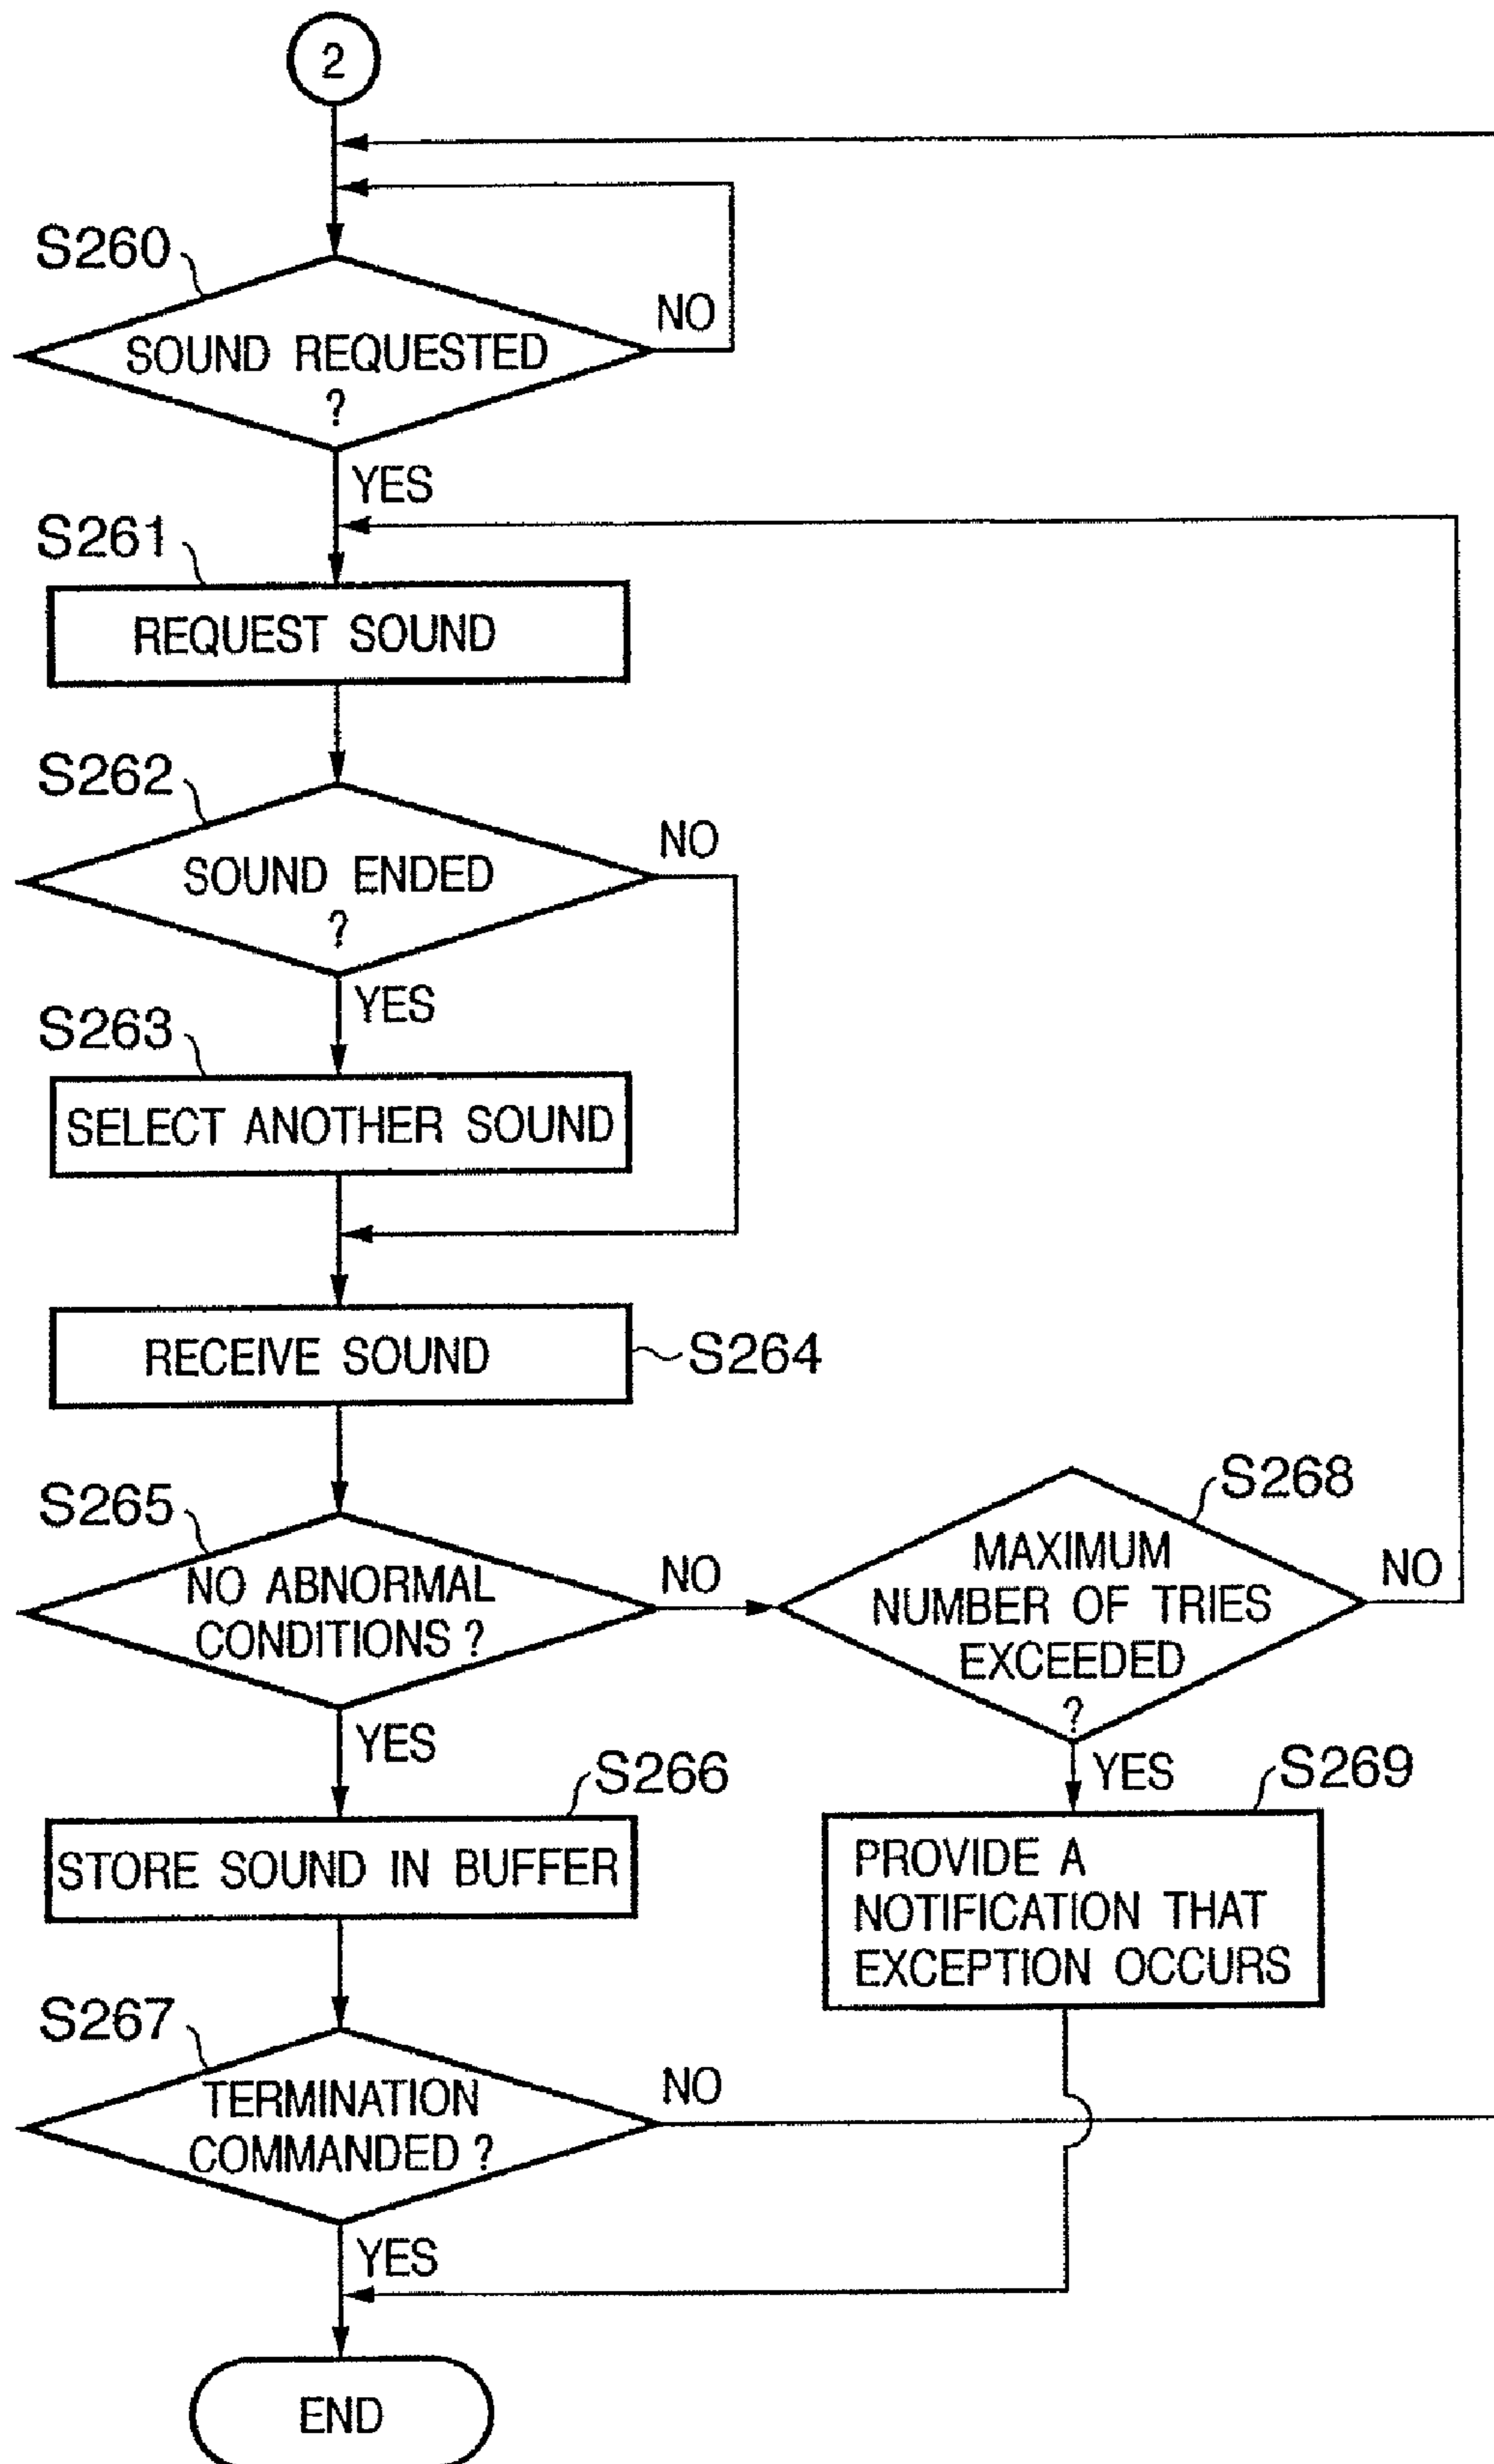 2
S260
SOUND REQUESTED
?
NO
YES
S261
REQUEST SOUND
S262
SOUND ENDED
?
NO
YES
S263
SELECT ANOTHER SOUND
RECEIVE SOUND
S264
S265
NO ABNORMAL
CONDITIONS ?
NO
YES
S268
MAXIMUM
NUMBER OF TRIES
EXCEEDED
?
NO
YES
S266
STORE SOUND IN BUFFER
S269
PROVIDE A
NOTIFICATION THAT
EXCEPTION OCCURS
S267
TERMINATION
COMMANDED ?
NO
YES
END